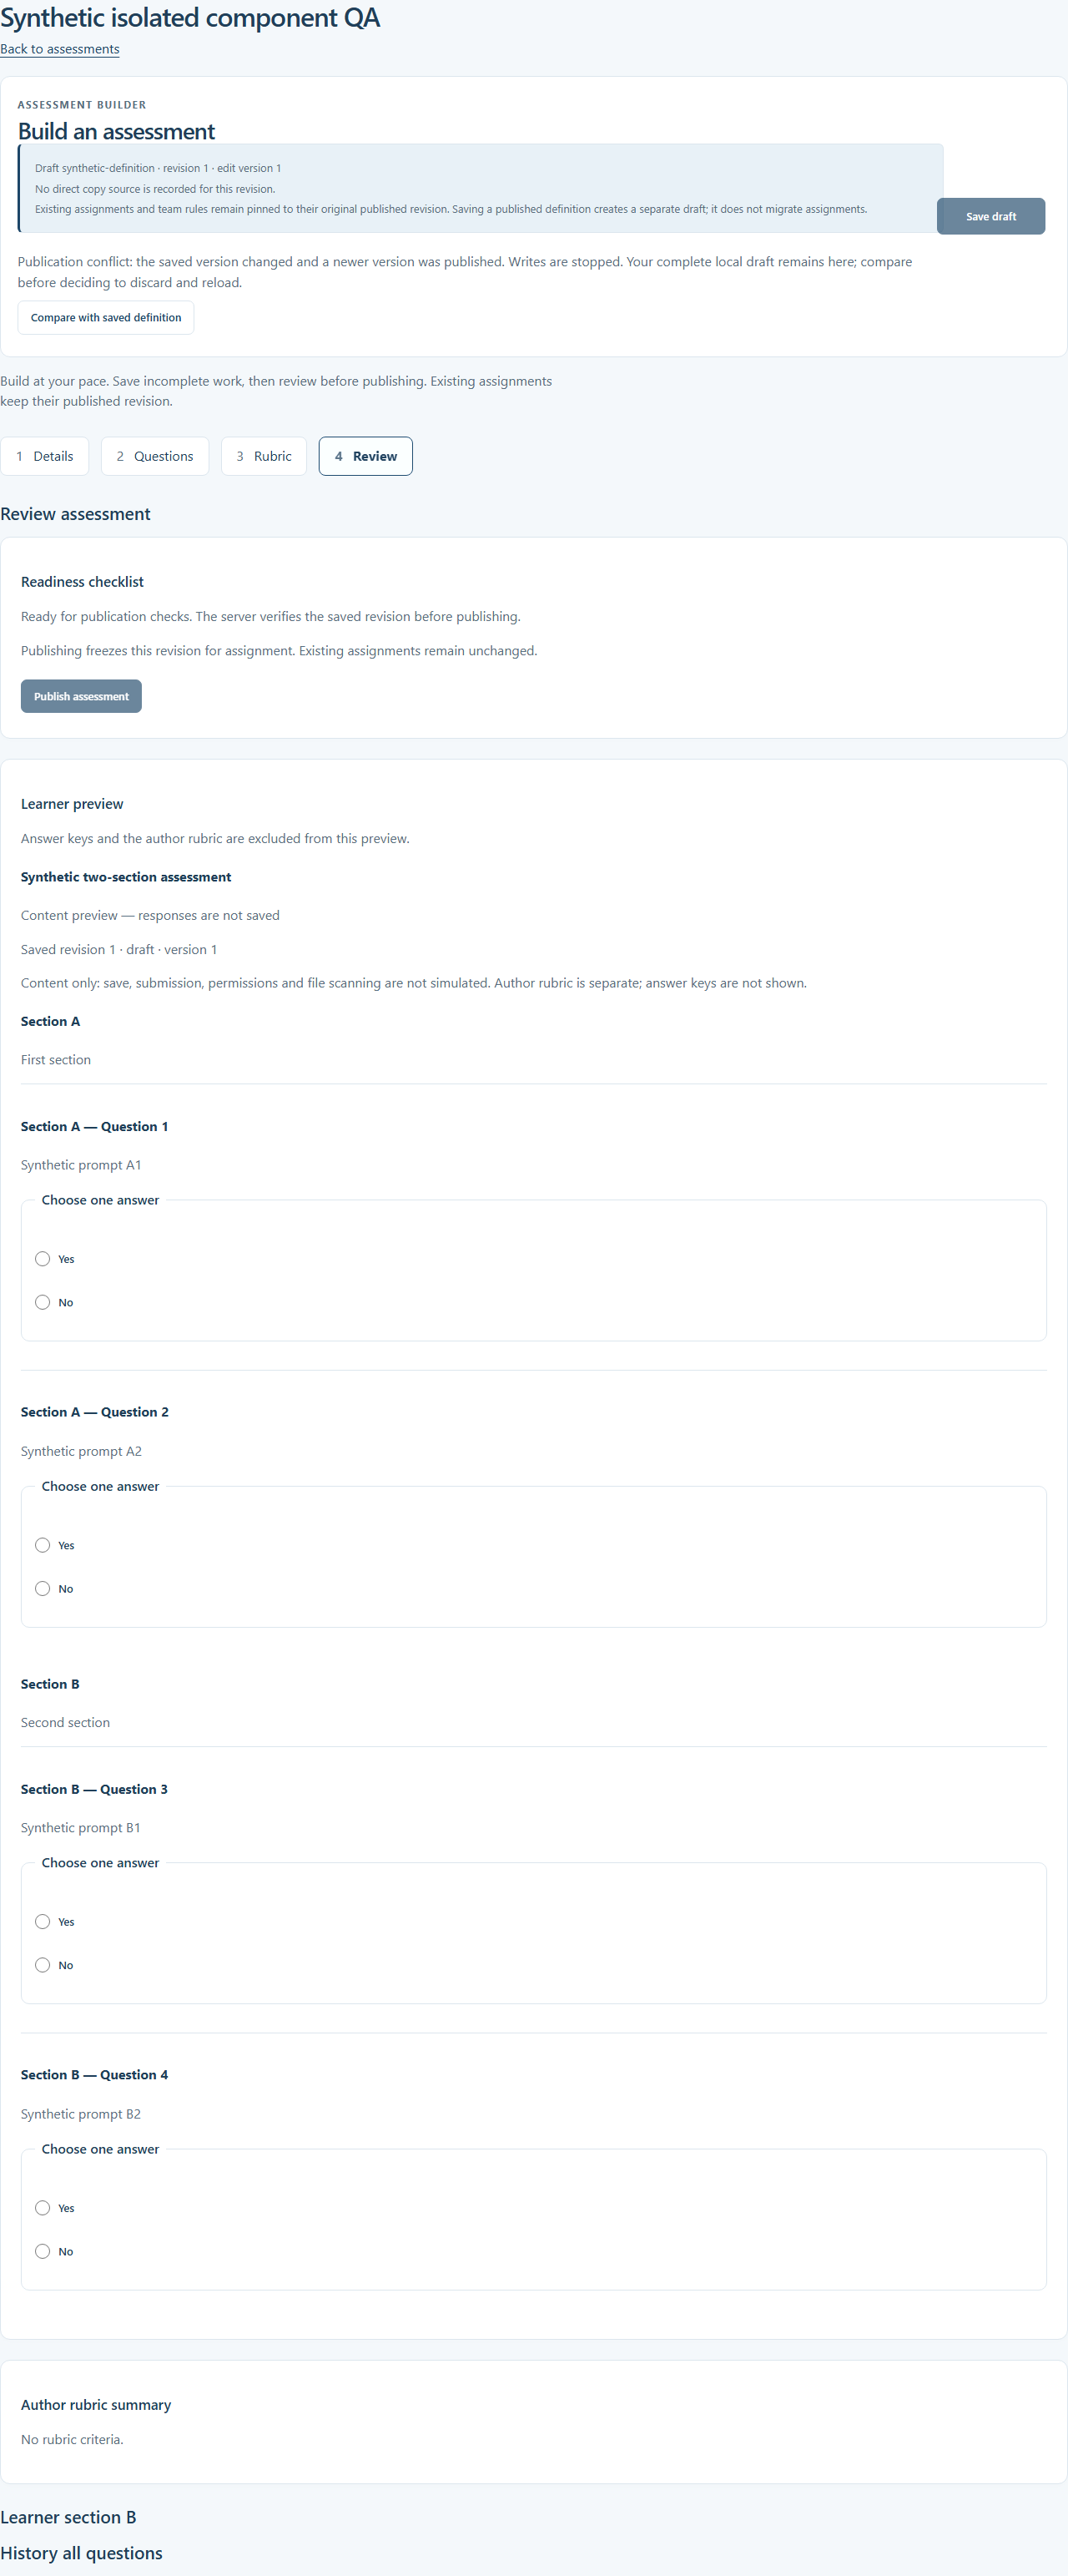 Synthetic isolated component QA
Back to assessments
ASSESSMENT BUILDER
Build an assessment
Draft synthetic-definition · revision 1 · edit version 1
No direct copy source is recorded for this revision.
Existing assignments and team rules remain pinned to their original published revision. Saving a published definition creates a separate draft; it does not migrate assignments.
Save draft
Publication conflict: the saved version changed and a newer version was published. Writes are stopped. Your complete local draft remains here; compare
before deciding to discard and reload.
Compare with saved definition
Build at your pace. Save incomplete work, then review before publishing. Existing assignments
keep their published revision.
1 Details
2 Questions
3 Rubric
4 Review
Review assessment
Readiness checklist
Ready for publication checks. The server verifies the saved revision before publishing.
Publishing freezes this revision for assignment. Existing assignments remain unchanged.
Publish assessment
Learner preview
Answer keys and the author rubric are excluded from this preview.
Synthetic two-section assessment
Content preview — responses are not saved
Saved revision 1 · draft · version 1
Content only: save, submission, permissions and file scanning are not simulated. Author rubric is separate; answer keys are not shown.
Section A
First section
Section A — Question 1
Synthetic prompt A1
Choose one answer
Yes
No
Section A — Question 2
Synthetic prompt A2
Choose one answer
Yes
No
Section B
Second section
Section B — Question 3
Synthetic prompt B1
Choose one answer
Yes
No
Section B — Question 4
Synthetic prompt B2
Choose one answer
Yes
No
Author rubric summary
No rubric criteria.
Learner section B
History all questions